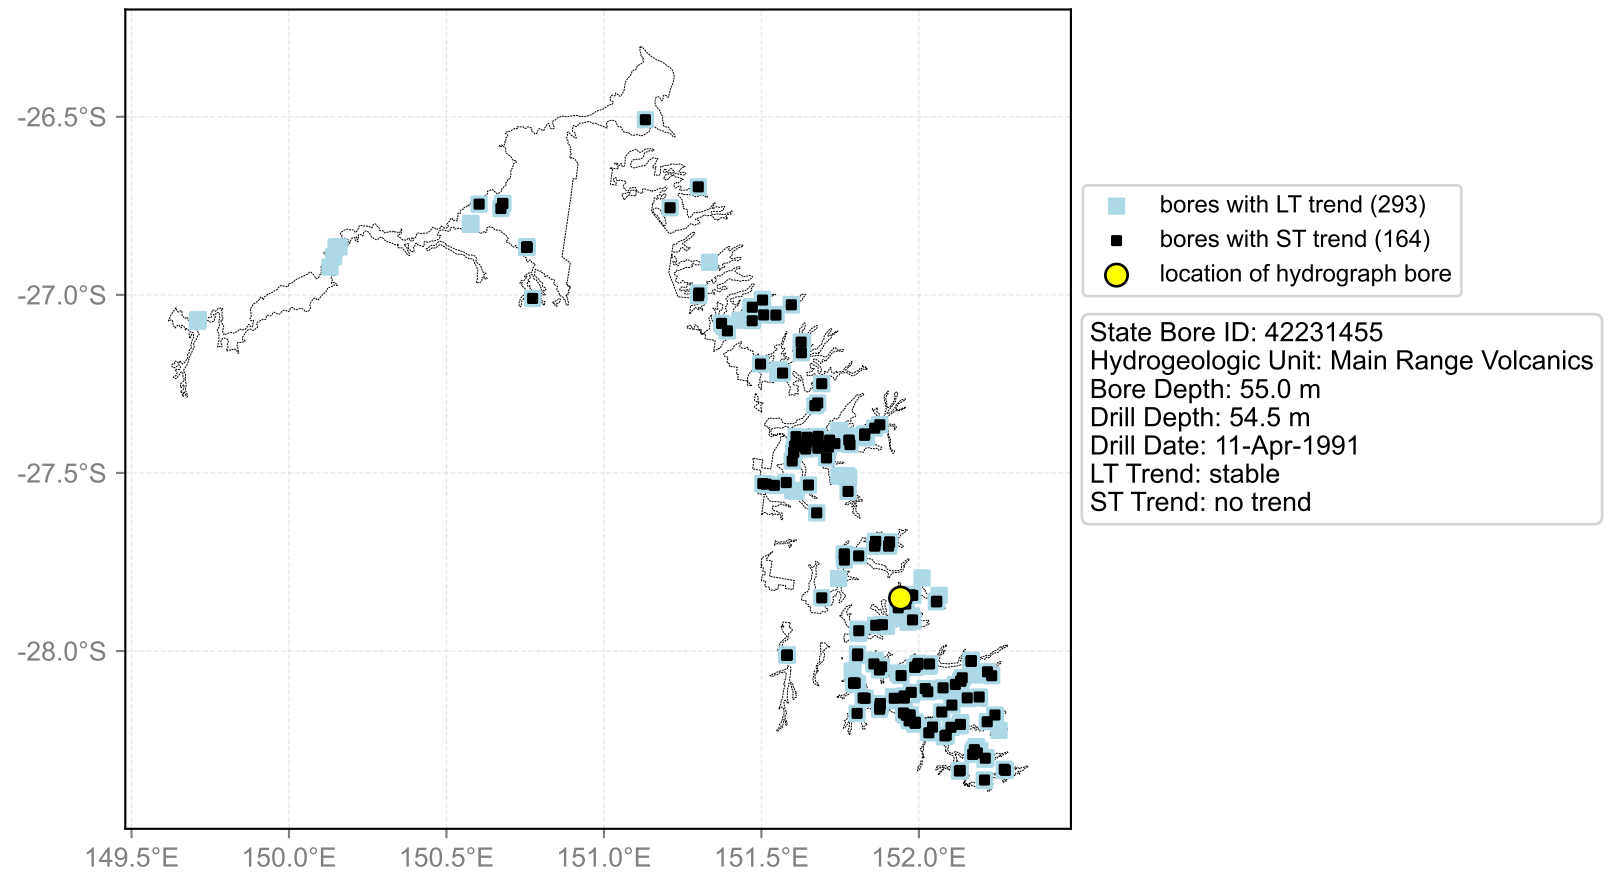 -26.5°S
-27.0°S
-27.5°S
-28.0°S
149.5°E 150.0°E 150.5°E 151.0°E 151.5°E 152.0°E
bores with LT trend (293)
bores with ST trend (164)
location of hydrograph bore
State Bore ID: 42231455
Hydrogeologic Unit: Main Range Volcanics
Bore Depth: 55.0 m
Drill Depth: 54.5 m
Drill Date: 11-Apr-1991
LT Trend: stable
ST Trend: no trend